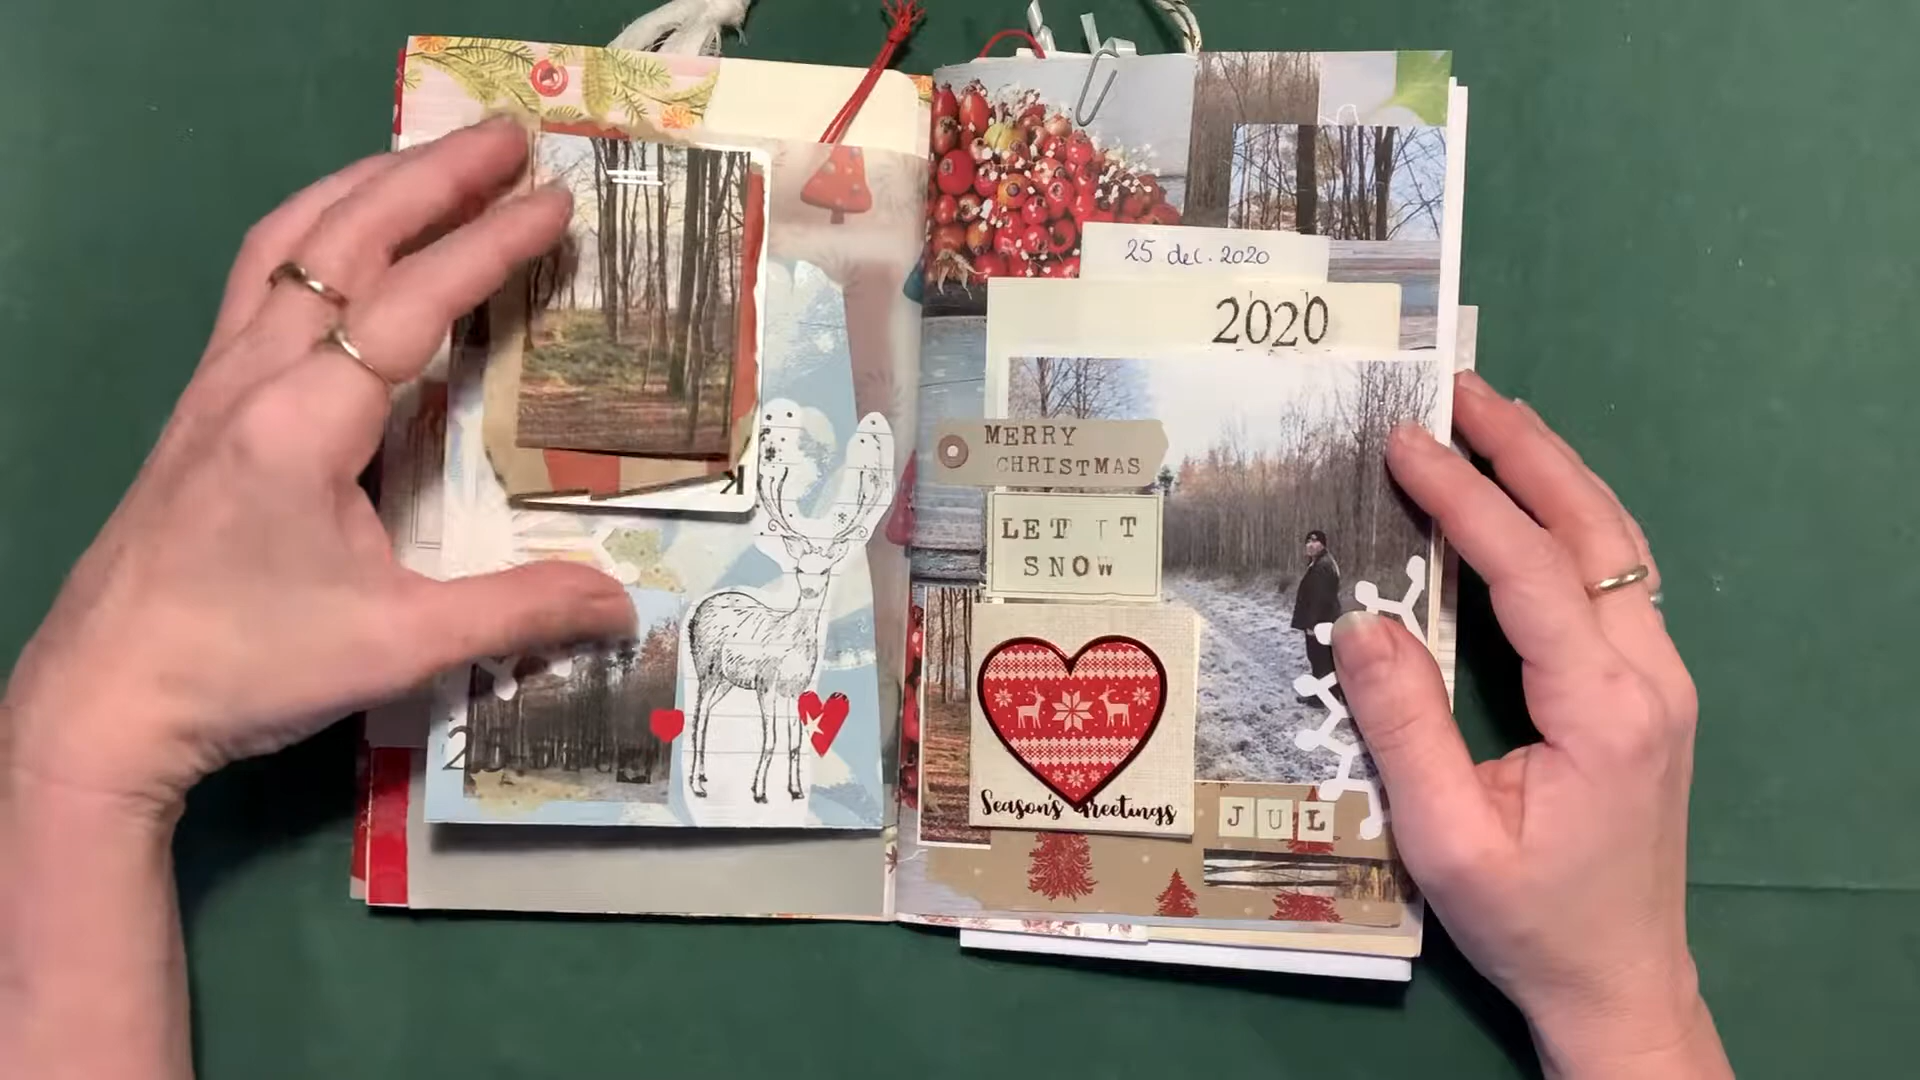 K
25 dec. 2020
2020
MERRY
CHRISTMAS
LET IT
SNOW
Season's Greetings
JUL